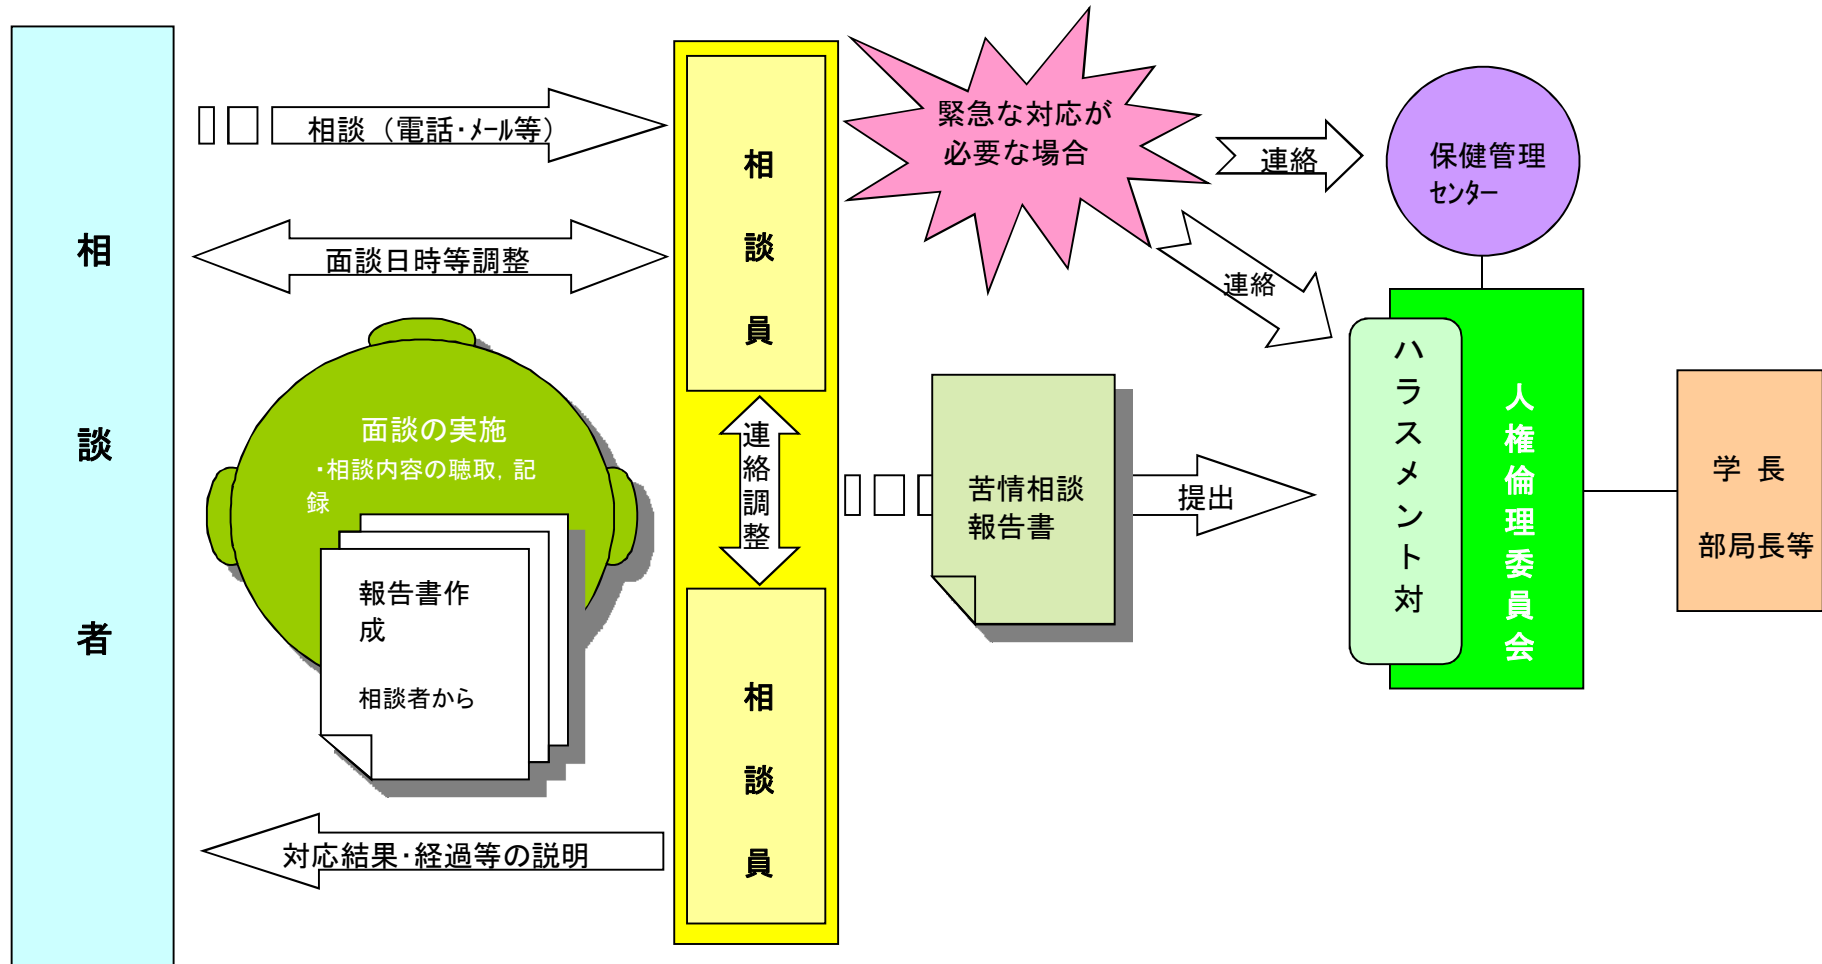 相談者
相談（電話・メール等）
面談日時等調整
面談の実施
・相談内容の聴取，記
録
報告書作
成
相談者から
対応結果・経過等の説明
相談員
連絡調整
相談員
緊急な対応が
必要な場合
連絡
連絡
保健管理
センター
苦情相談
報告書
提出
ハラスメント対
人権倫理委員会
学 長
部局長等